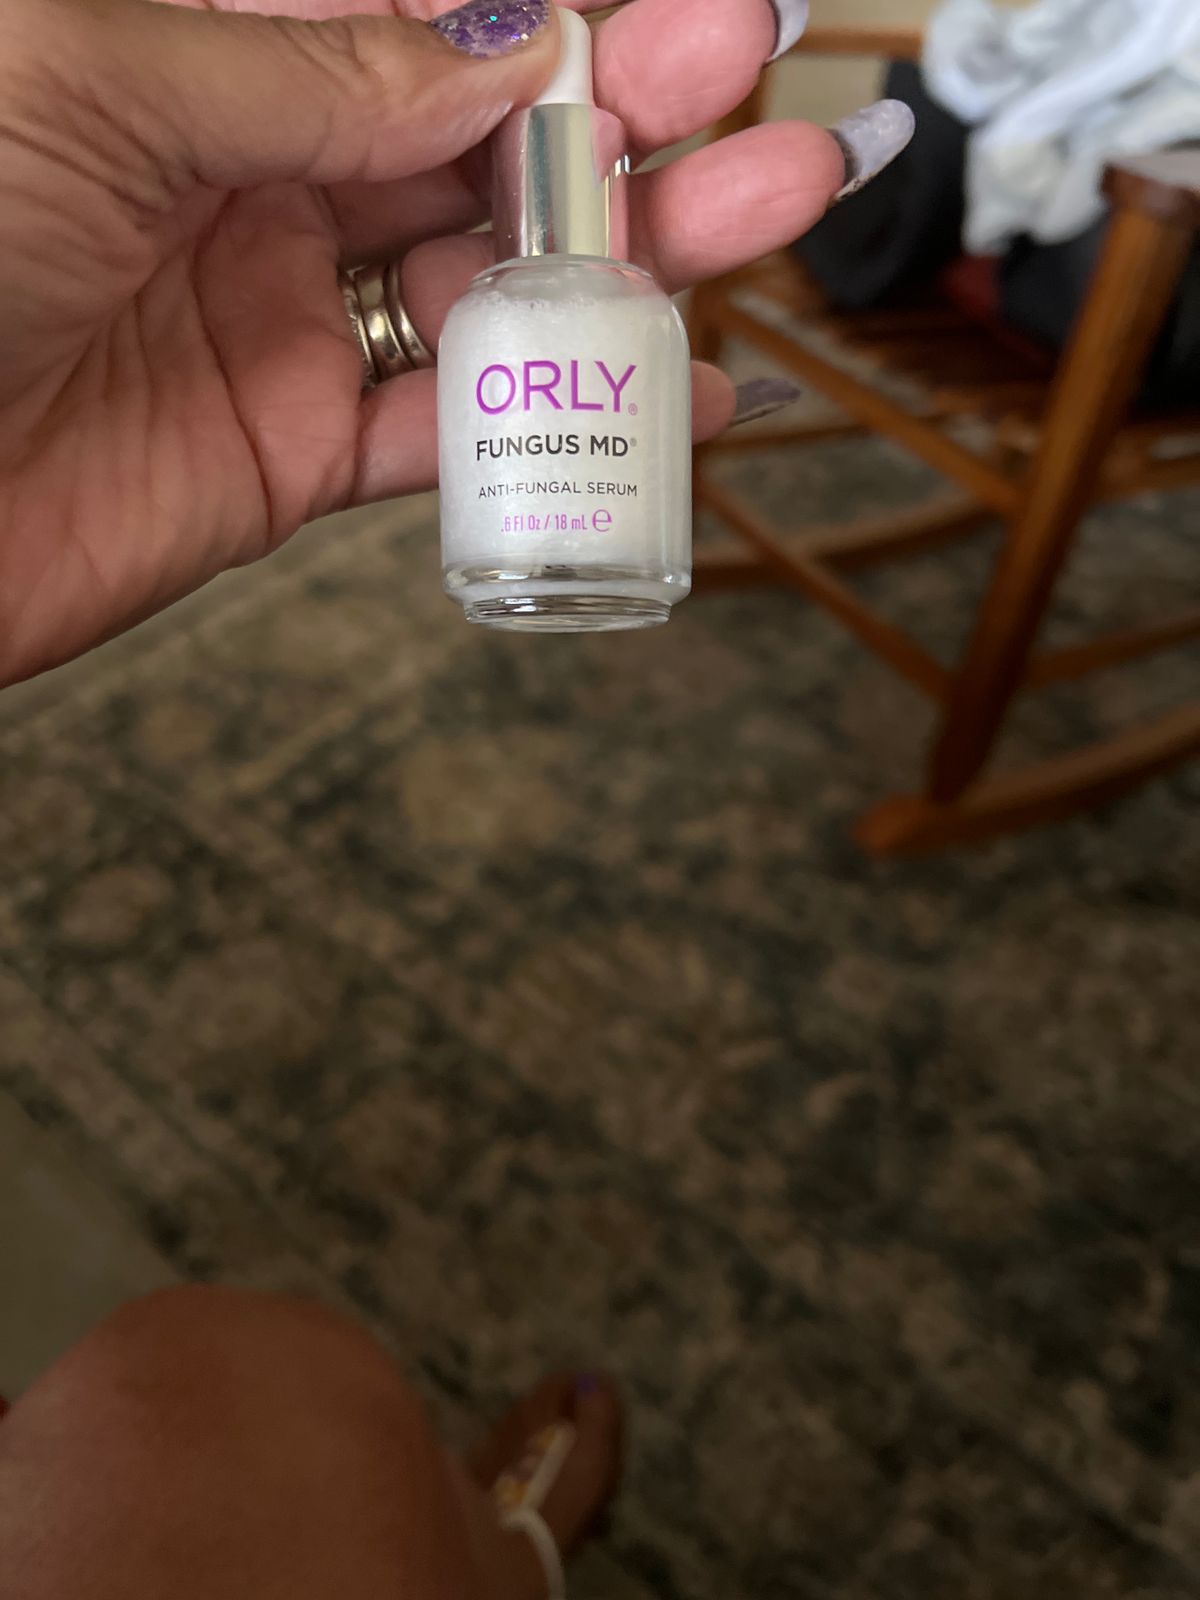 ORLY®
FUNGUS MD®
ANTI-FUNGAL SERUM
.6 Fl Oz / 18 mL ℮